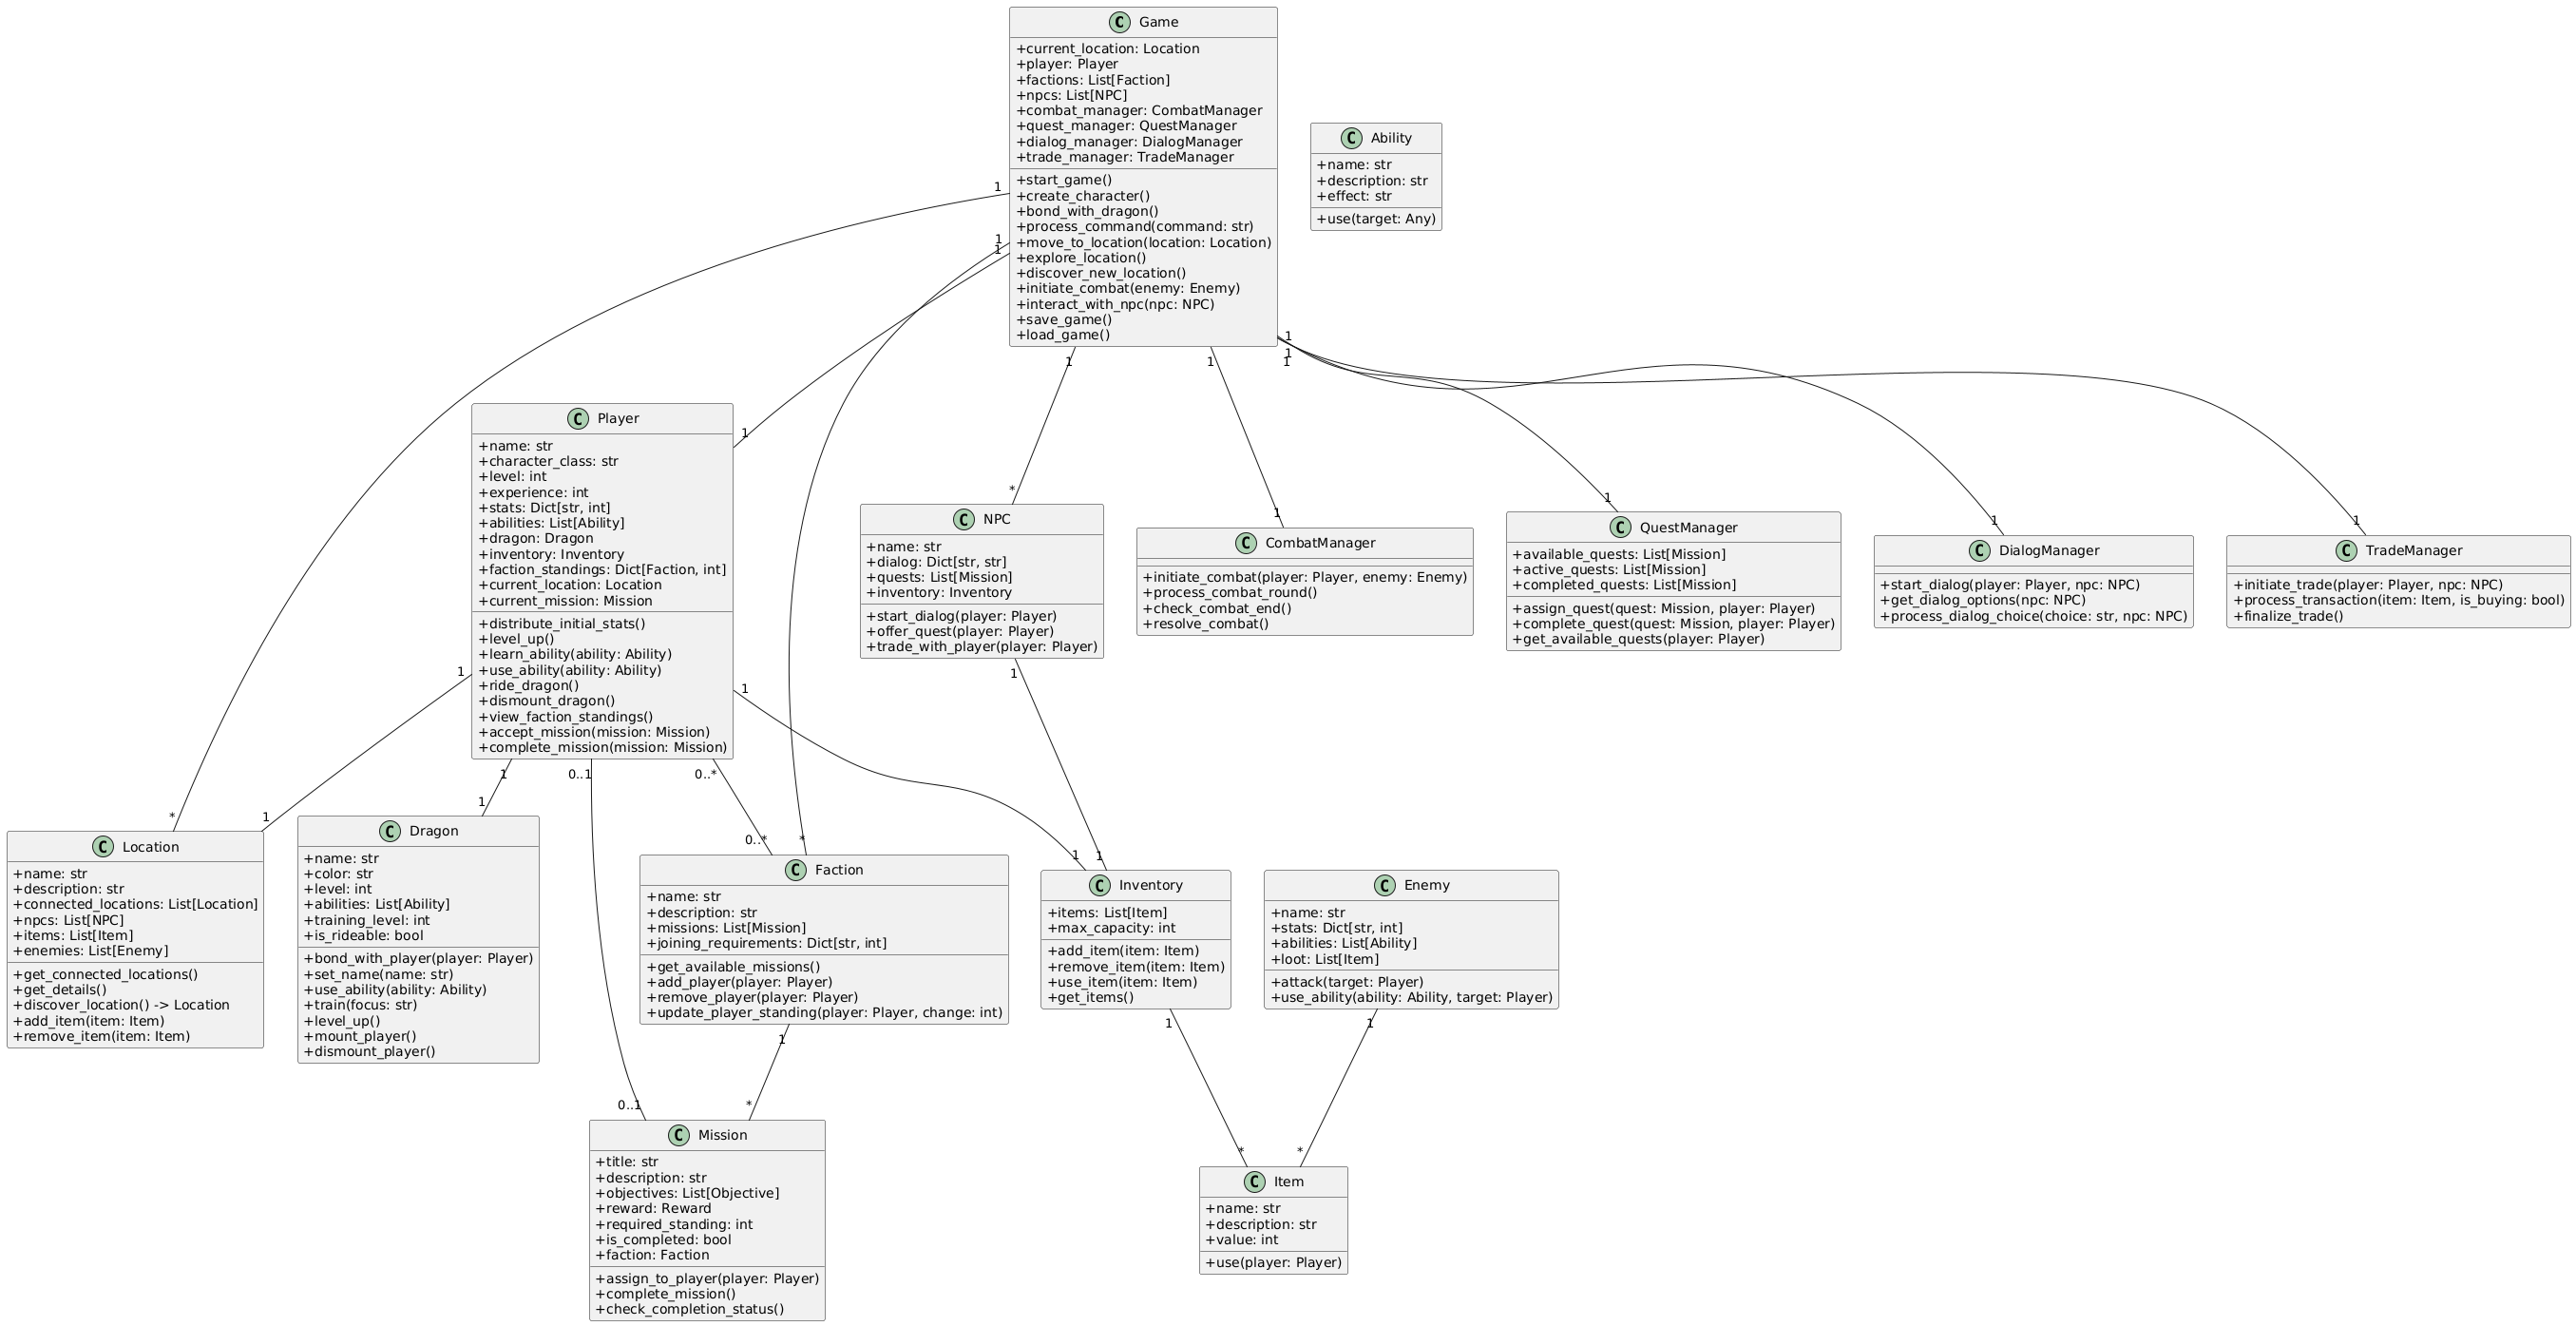 C Game
+current_location: Location
+player: Player
+factions: List[Faction]
+npcs: List[NPC]
+combat_manager: CombatManager
+quest_manager: QuestManager
+dialog_manager: DialogManager
+trade_manager: TradeManager
+start_game()
+create_character()
+bond_with_dragon()
+process_command(command: str)
+move_to_location(location: Location)
+explore_location()
+discover_new_location()
+initiate_combat(enemy: Enemy)
+interact_with_npc(npc: NPC)
+save_game()
+load_game()
C Ability
+name: str
+description: str
+effect: str
+use(target: Any)
1
1
1
1
1
1
1
1
C Player
+name: str
+character_class: str
+level: int
+experience: int
+stats: Dict[str, int]
+abilities: List[Ability]
+dragon: Dragon
+inventory: Inventory
+faction_standings: Dict[Faction, int]
+current_location: Location
+current_mission: Mission
+distribute_initial_stats()
+level_up()
+learn_ability(ability: Ability)
+use_ability(ability: Ability)
+ride_dragon()
+dismount_dragon()
+view_faction_standings()
+accept_mission(mission: Mission)
+complete_mission(mission: Mission)
1
*
1
1
1
1
C NPC
+name: str
+dialog: Dict[str, str]
+quests: List[Mission]
+inventory: Inventory
+start_dialog(player: Player)
+offer_quest(player: Player)
+trade_with_player(player: Player)
C CombatManager
+initiate_combat(player: Player, enemy: Enemy)
+process_combat_round()
+check_combat_end()
+resolve_combat()
C QuestManager
+available_quests: List[Mission]
+active_quests: List[Mission]
+completed_quests: List[Mission]
+assign_quest(quest: Mission, player: Player)
+complete_quest(quest: Mission, player: Player)
+get_available_quests(player: Player)
C DialogManager
+start_dialog(player: Player, npc: NPC)
+get_dialog_options(npc: NPC)
+process_dialog_choice(choice: str, npc: NPC)
C TradeManager
+initiate_trade(player: Player, npc: NPC)
+process_transaction(item: Item, is_buying: bool)
+finalize_trade()
1
1
1
1
0..1
0..*
*
1
1
0..*
*
1
1
C Location
+name: str
+description: str
+connected_locations: List[Location]
+npcs: List[NPC]
+items: List[Item]
+enemies: List[Enemy]
+get_connected_locations()
+get_details()
+discover_location() -> Location
+add_item(item: Item)
+remove_item(item: Item)
C Dragon
+name: str
+color: str
+level: int
+abilities: List[Ability]
+training_level: int
+is_rideable: bool
+bond_with_player(player: Player)
+set_name(name: str)
+use_ability(ability: Ability)
+train(focus: str)
+level_up()
+mount_player()
+dismount_player()
C Faction
+name: str
+description: str
+missions: List[Mission]
+joining_requirements: Dict[str, int]
+get_available_missions()
+add_player(player: Player)
+remove_player(player: Player)
+update_player_standing(player: Player, change: int)
C Inventory
+items: List[Item]
+max_capacity: int
+add_item(item: Item)
+remove_item(item: Item)
+use_item(item: Item)
+get_items()
C Enemy
+name: str
+stats: Dict[str, int]
+abilities: List[Ability]
+loot: List[Item]
+attack(target: Player)
+use_ability(ability: Ability, target: Player)
1
1
1
0..1
*
*
*
C Mission
+title: str
+description: str
+objectives: List[Objective]
+reward: Reward
+required_standing: int
+is_completed: bool
+faction: Faction
+assign_to_player(player: Player)
+complete_mission()
+check_completion_status()
C Item
+name: str
+description: str
+value: int
+use(player: Player)